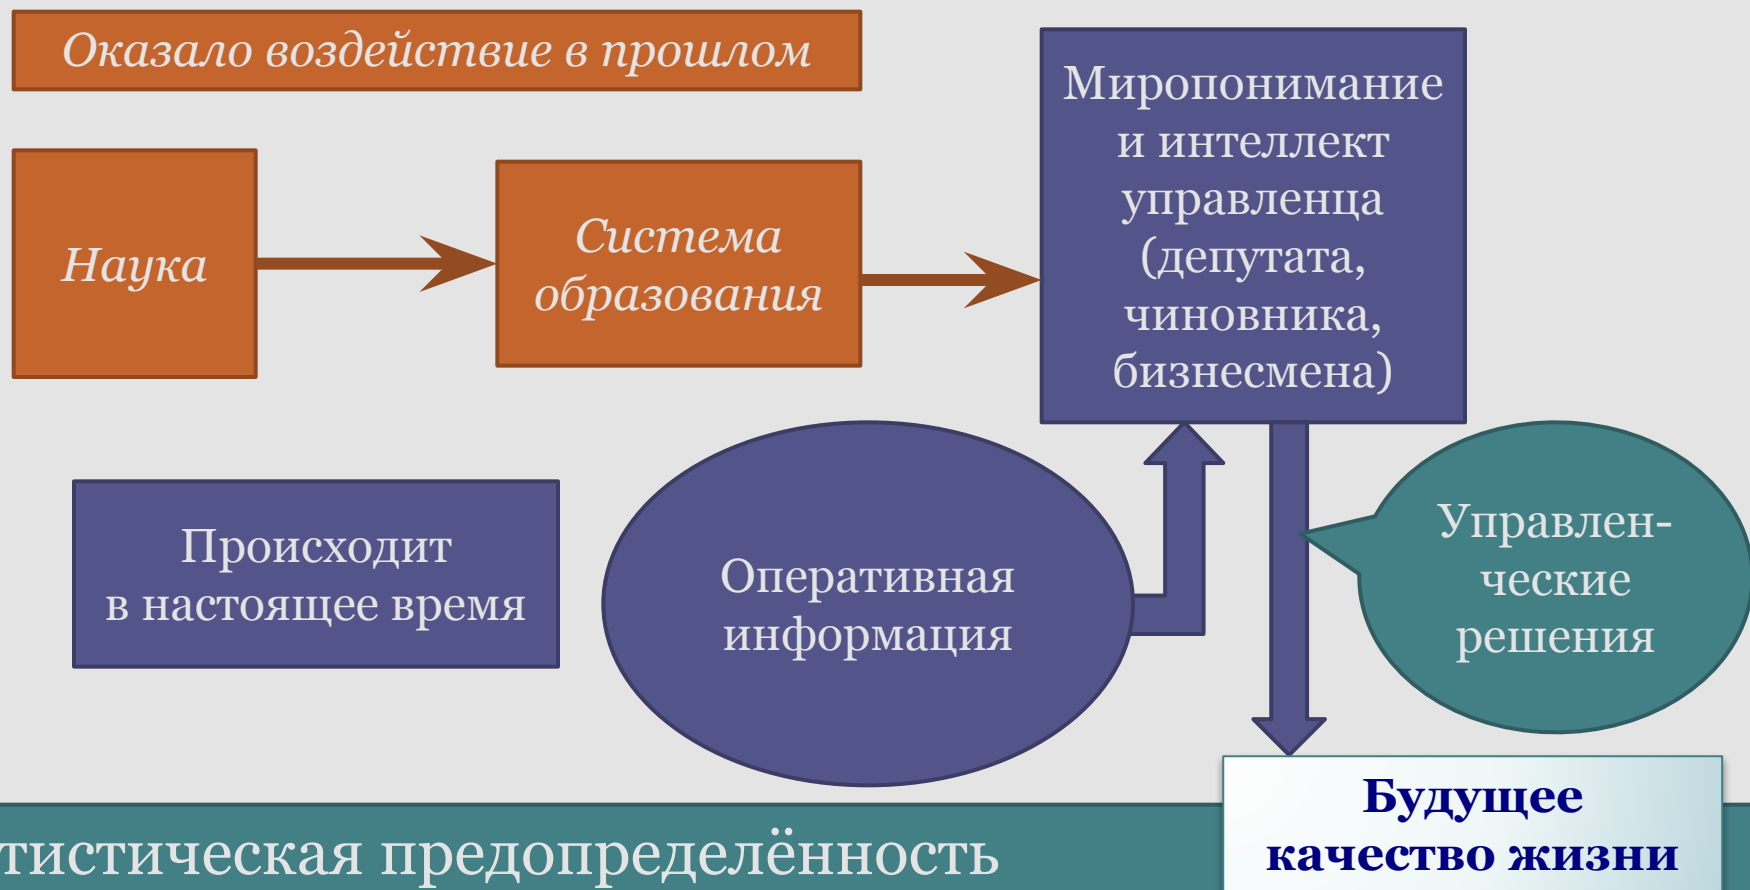 Оказало воздействие в прошлом
Наука
Система
образования
Миропонимание
и интеллект
управленца
(депутата,
чиновника,
бизнесмена)
Происходит
в настоящее время
Оперативная
информация
Управлен-
ческие
решения
Будущее
качество жизни
тистическая предопределённость